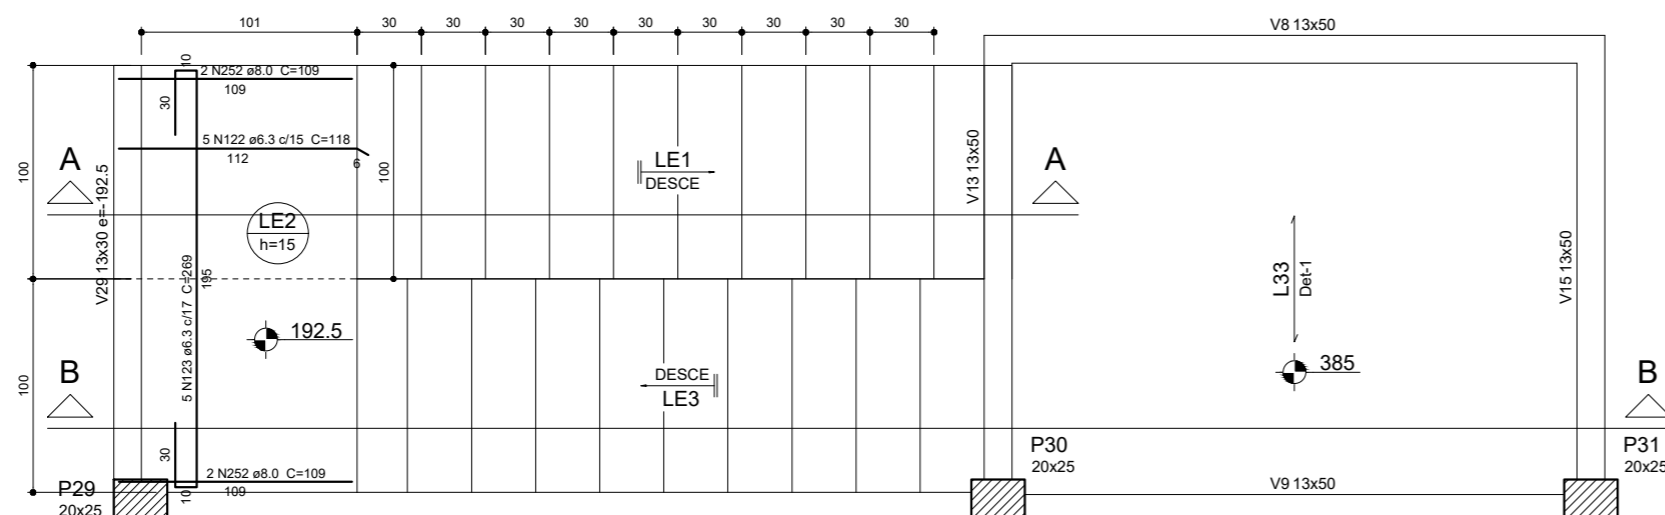 101 30 30 30 30 30 30 30 30 30
V8 13x50
10
2 N252 ø8.0 C=109
109
30
5 N122 ø6.3 c/15 C=118
112
6
100
100
A
A
LE1
DESCE
V13 13x50
V29 13x30 e=-192.5
LE2
h=15
5 N123 ø6.3 c/17 C=269
195
L33
Det-1
V15 13x50
192.5
385
100
B
B
DESCE
LE3
30
2 N252 ø8.0 C=109
109
10
P29
20x25
P30
20x25
V9 13x50
P31
20x25